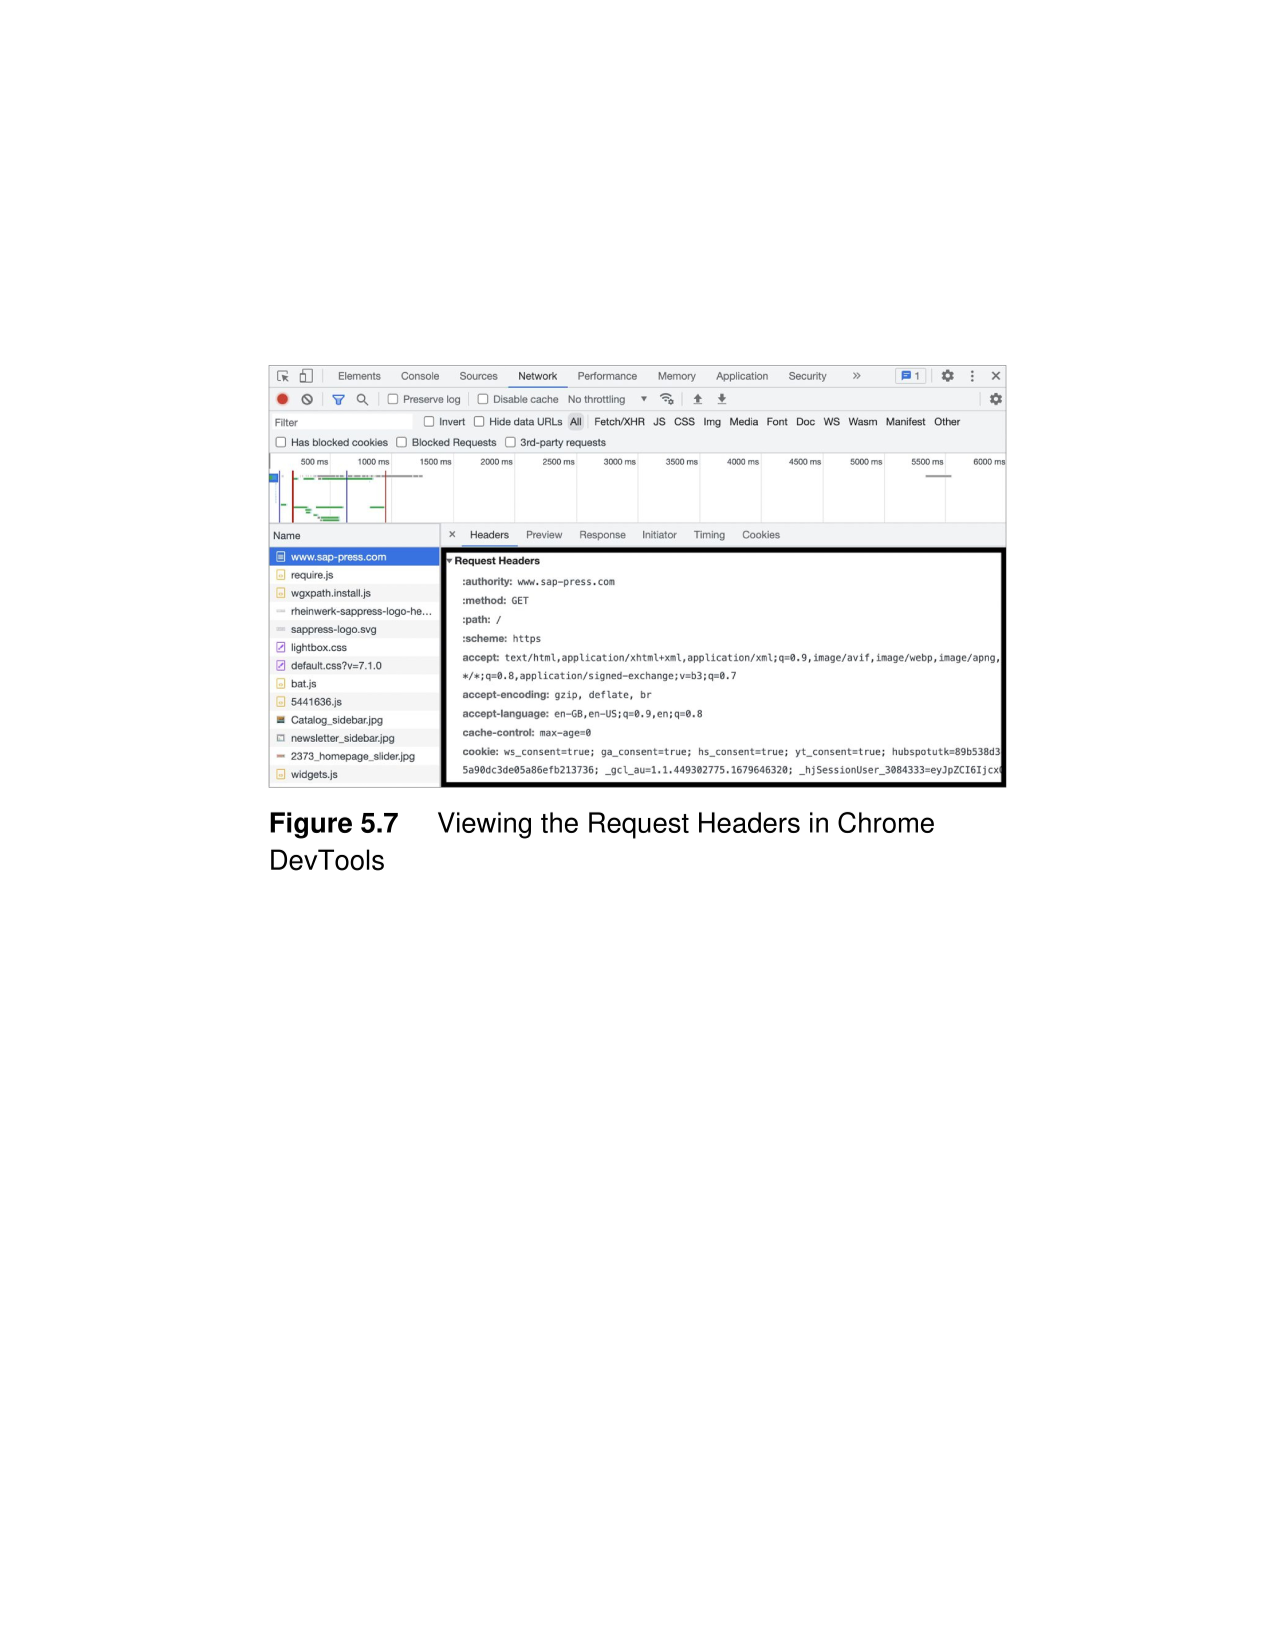 Elements Console Sources Network Performance Memory Application Security » 1
Preserve log Disable cache No throttling
Filter Invert Hide data URLs All Fetch/XHR JS CSS Img Media Font Doc WS Wasm Manifest Other
Has blocked cookies Blocked Requests 3rd-party requests
500 ms 1000 ms 1500 ms 2000 ms 2500 ms 3000 ms 3500 ms 4000 ms 4500 ms 5000 ms 5500 ms 6000 ms
Name
www.sap-press.com
require.js
wgxpath.install.js
rheinwerk-sappress-logo-he...
sappress-logo.svg
lightbox.css
default.css?v=7.1.0
bat.js
5441636.js
Catalog_sidebar.jpg
newsletter_sidebar.jpg
2373_homepage_slider.jpg
widgets.js
× Headers Preview Response Initiator Timing Cookies
Request Headers
:authority: www.sap-press.com
:method: GET
:path: /
:scheme: https
accept: text/html,application/xhtml+xml,application/xml;q=0.9,image/avif,image/webp,image/apng,
*/*;q=0.8,application/signed-exchange;v=b3;q=0.7
accept-encoding: gzip, deflate, br
accept-language: en-GB,en-US;q=0.9,en;q=0.8
cache-control: max-age=0
cookie: ws_consent=true; ga_consent=true; hs_consent=true; yt_consent=true; hubspotutk=89b538d3
5a90dc3de05a86efb213736; _gcl_au=1.1.449302775.1679646320; _hjSessionUser_3084333=eyJpZCI6Ijcx
Figure 5.7 Viewing the Request Headers in Chrome
DevTools